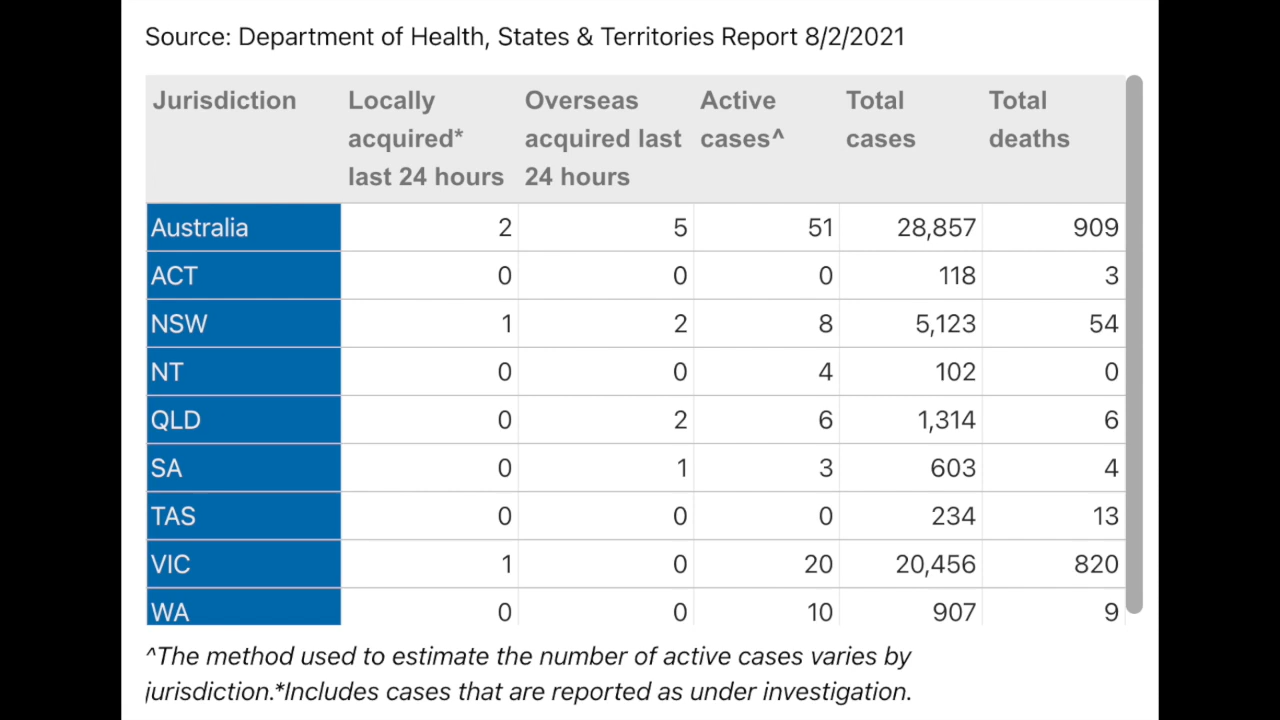 Source: Department of Health, States & Territories Report 8/2/2021
Jurisdiction Locally acquired* last 24 hours Overseas acquired last 24 hours Active cases^ Total cases Total deaths
Australia 2 5 51 28,857 909
ACT 0 0 0 118 3
NSW 1 2 8 5,123 54
NT 0 0 4 102 0
QLD 0 2 6 1,314 6
SA 0 1 3 603 4
TAS 0 0 0 234 13
VIC 1 0 20 20,456 820
WA 0 0 10 907 9
^The method used to estimate the number of active cases varies by
jurisdiction.*Includes cases that are reported as under investigation.